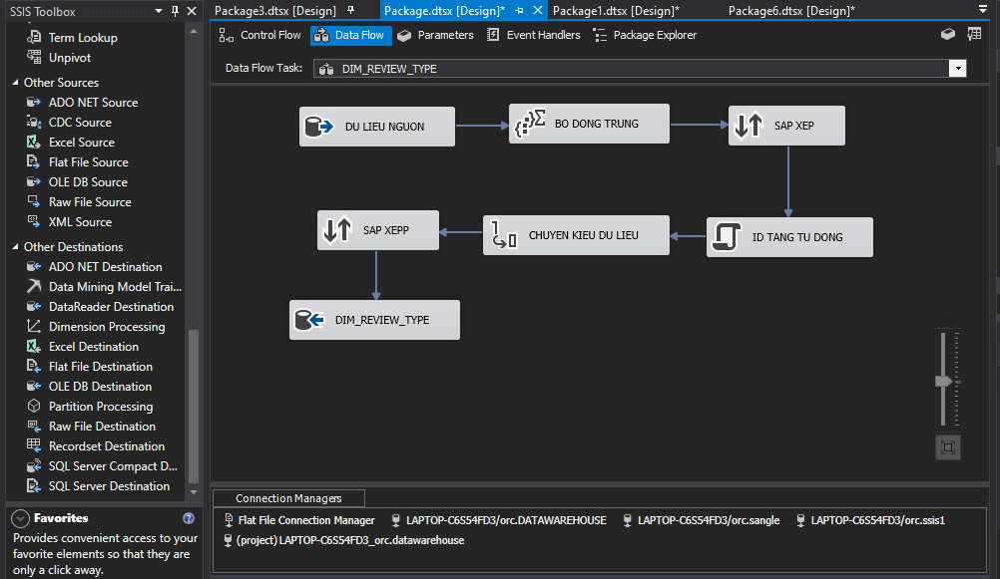 SSIS Toolbox
Package3.dtsx [Design]
Package.dtsx [Design]*
Package1.dtsx [Design]*
Package6.dtsx [Design]*
Term Lookup
Unpivot
Other Sources
ADO NET Source
CDC Source
Excel Source
Flat File Source
OLE DB Source
Raw File Source
XML Source
Other Destinations
ADO NET Destination
Data Mining Model Trai...
DataReader Destination
Dimension Processing
Excel Destination
Flat File Destination
OLE DB Destination
Partition Processing
Raw File Destination
Recordset Destination
SQL Server Compact D...
SQL Server Destination
Favorites
Provides convenient access to your
favorite elements so that they are
only a click away.
Control Flow
Data Flow
Parameters
Event Handlers
Package Explorer
Data Flow Task:
DIM_REVIEW_TYPE
DU LIEU NGUON
BO DONG TRUNG
SAP XEP
ID TANG TU DONG
CHUYEN KIEU DU LIEU
SAP XEPP
DIM_REVIEW_TYPE
Connection Managers
Flat File Connection Manager
LAPTOP-C6S54FD3/orc.DATAWAREHOUSE
LAPTOP-C6S54FD3/orc.sangle
LAPTOP-C6S54FD3/orc.ssis1
(project) LAPTOP-C6S54FD3_orc.datawarehouse